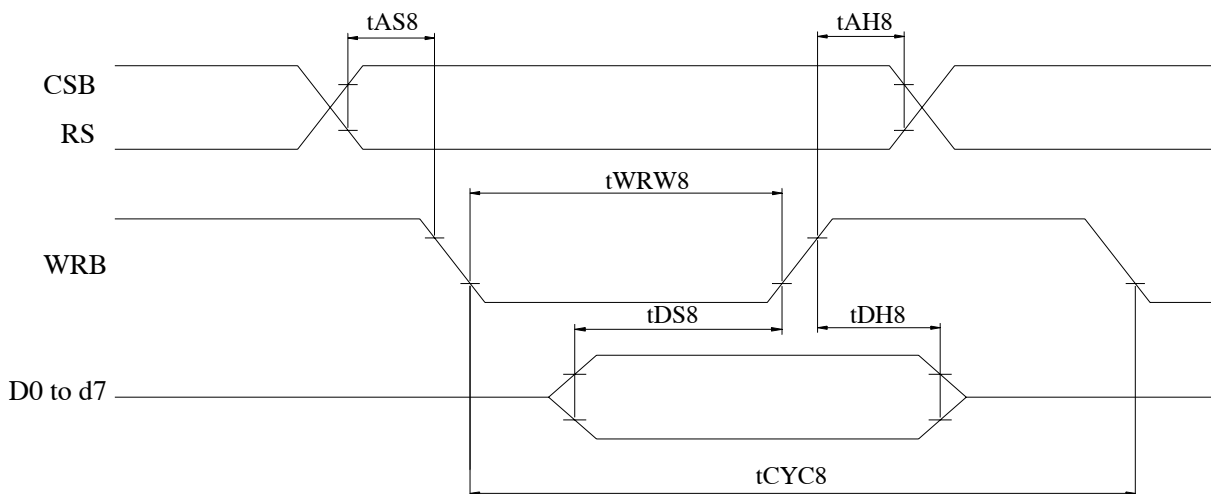 tAS8
tAH8
CSB
RS
tWRW8
WRB
tDS8
tDH8
D0 to d7
tCYC8